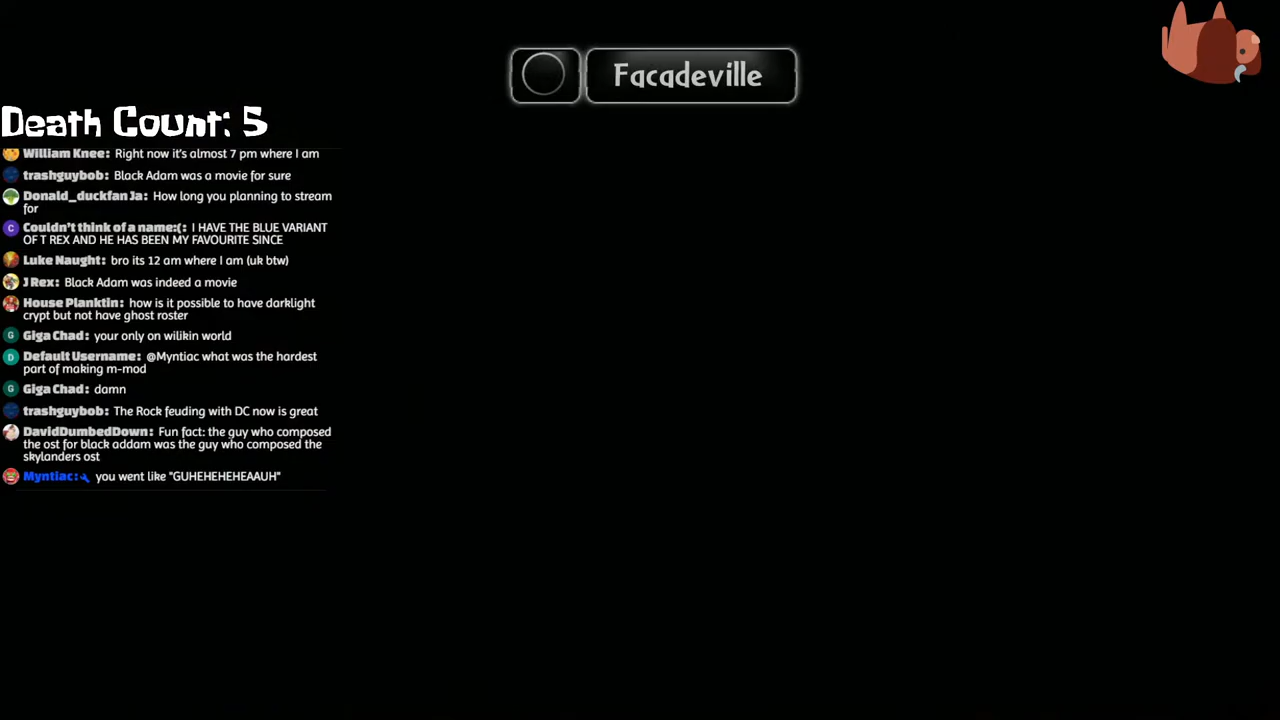 Facadeville
Death Count: 5
William Knee: Right now it's almost 7 pm where I am
trashguybob: Black Adam was a movie for sure
Donald_duckfan Ja: How long you planning to stream
for
C Couldn't think of a name:(: I HAVE THE BLUE VARIANT
OF T REX AND HE HAS BEEN MY FAVOURITE SINCE
Luke Naught: bro its 12 am where I am (uk btw)
J Rex: Black Adam was indeed a movie
House Planktin: how is it possible to have darklight
crypt but not have ghost roster
G Giga Chad: your only on wilikin world
D Default Username: @Myntiac what was the hardest
part of making m-mod
G Giga Chad: damn
trashguybob: The Rock feuding with DC now is great
DavidDumbedDown: Fun fact: the guy who composed
the ost for black addam was the guy who composed the
skylanders ost
Myntiac: you went like "GUHEHEHEHEAAUH"